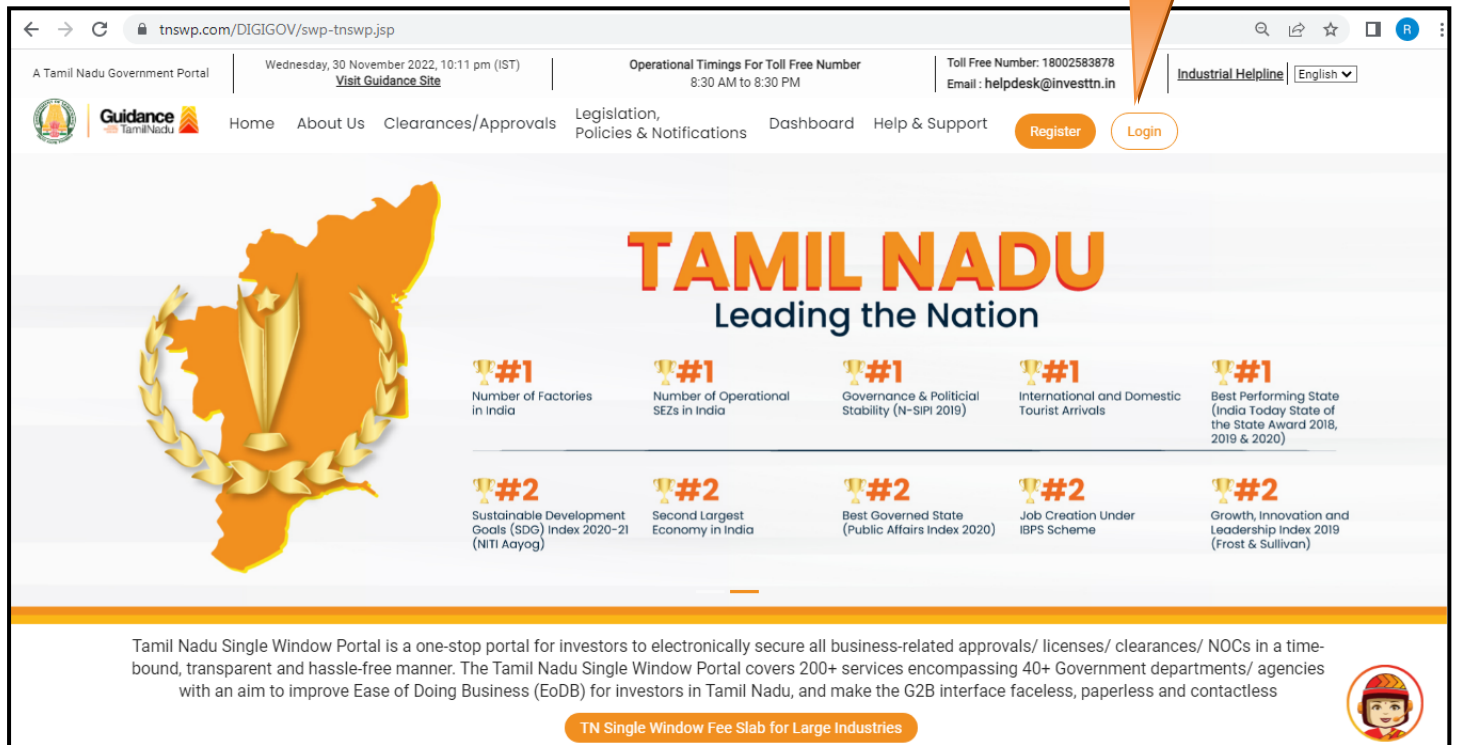 tnswp.com/DIGIGOV/swp-tnswp.jsp
R
A Tamil Nadu Government Portal
Wednesday, 30 November 2022, 10:11 pm (IST)
Visit Guidance Site
Operational Timings For Toll Free Number
8:30 AM to 8:30 PM
Toll Free Number: 18002583878
Email : helpdesk@investtn.in
Industrial Helpline
English
Guidance
TamilNadu
Home
About Us
Clearances/Approvals
Legislation,
Policies & Notifications
Dashboard
Help & Support
Register
Login
TAMIL NADU
Leading the Nation
#1
Number of Factories
in India
#1
Number of Operational
SEZs in India
#1
Governance & Politicial
Stability (N-SIPI 2019)
#1
International and Domestic
Tourist Arrivals
#1
Best Performing State
(India Today State of
the State Award 2018,
2019 & 2020)
#2
Sustainable Development
Goals (SDG) Index 2020-21
(NITI Aayog)
#2
Second Largest
Economy in India
#2
Best Governed State
(Public Affairs Index 2020)
#2
Job Creation Under
IBPS Scheme
#2
Growth, Innovation and
Leadership Index 2019
(Frost & Sullivan)
Tamil Nadu Single Window Portal is a one-stop portal for investors to electronically secure all business-related approvals/ licenses/ clearances/ NOCs in a time-
bound, transparent and hassle-free manner. The Tamil Nadu Single Window Portal covers 200+ services encompassing 40+ Government departments/ agencies
with an aim to improve Ease of Doing Business (EoDB) for investors in Tamil Nadu, and make the G2B interface faceless, paperless and contactless
TN Single Window Fee Slab for Large Industries